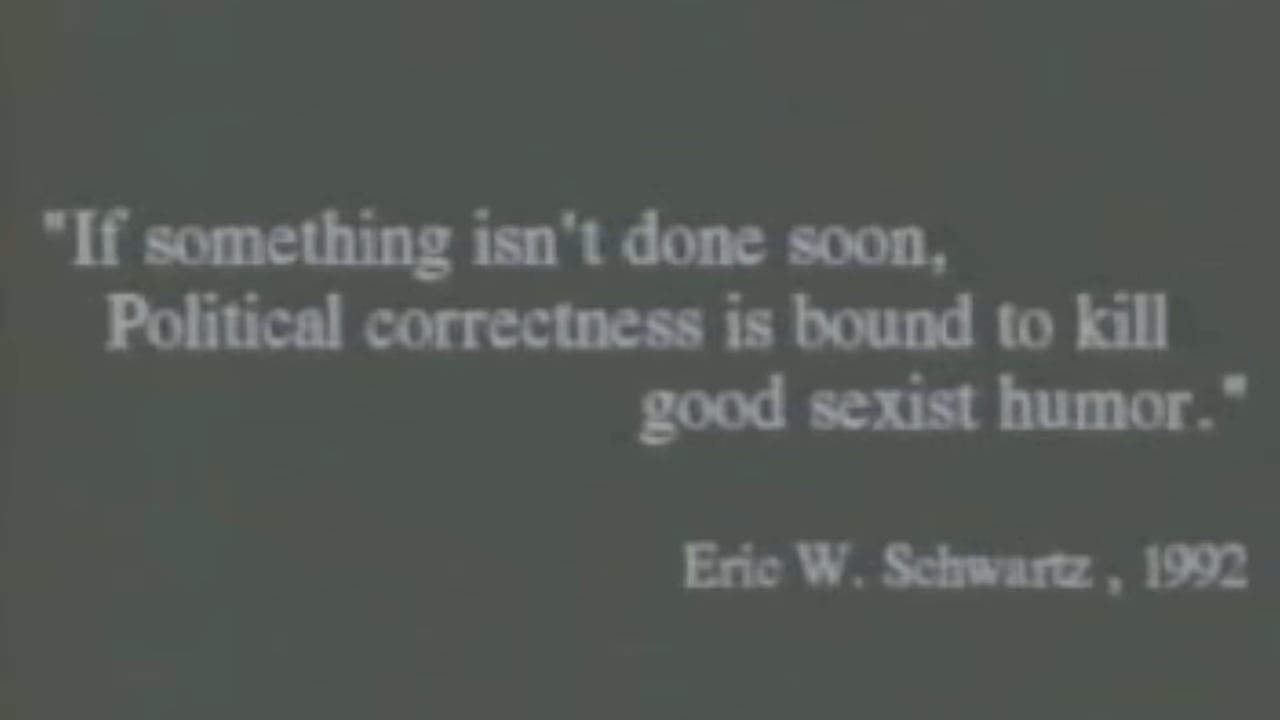 "If something isn't done soon,
Political correctness is bound to kill
good sexist humor."
Eric W. Schwartz , 1992